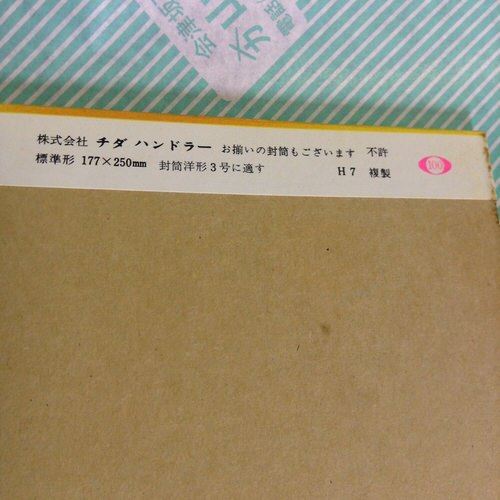 株式会社 チダ ハンドラー お揃いの封筒もございます 不許
標準形 177×250mm 封筒洋形3号に適す H7 複製
100